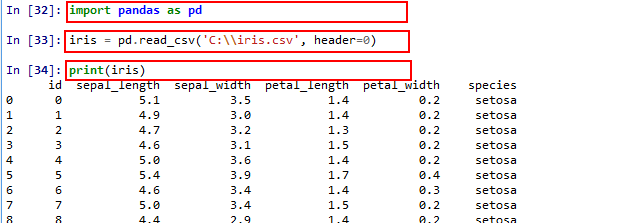 In [32]: import pandas as pd
In [33]: iris = pd.read_csv('C:\\iris.csv', header=0)
In [34]: print(iris)
id sepal_length sepal_width petal_length petal_width species
0 0 5.1 3.5 1.4 0.2 setosa
1 1 4.9 3.0 1.4 0.2 setosa
2 2 4.7 3.2 1.3 0.2 setosa
3 3 4.6 3.1 1.5 0.2 setosa
4 4 5.0 3.6 1.4 0.2 setosa
5 5 5.4 3.9 1.7 0.4 setosa
6 6 4.6 3.4 1.4 0.3 setosa
7 7 5.0 3.4 1.5 0.2 setosa
8 8 4.4 2.9 1.4 0.2 setosa